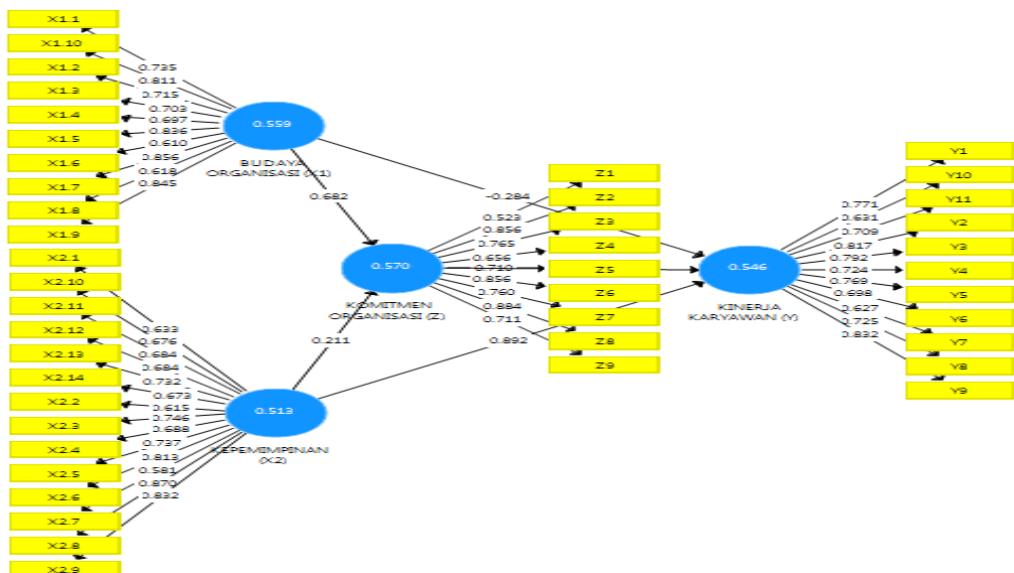 X1.1
X1.10
X1.2
X1.3
X1.4
X1.5
X1.6
X1.7
X1.8
X1.9
0.735
0.811
0.715
0.703
0.697
0.836
0.610
0.856
0.618
0.845
0.559
BUDAYA
ORGANISASI (X1)
0.682
-0.284
X2.1
X2.10
X2.11
X2.12
X2.13
X2.14
X2.2
X2.3
X2.4
X2.5
X2.6
X2.7
X2.8
X2.9
0.633
0.676
0.684
0.684
0.732
0.673
0.615
0.746
0.688
0.737
0.813
0.581
0.870
0.832
0.513
KEPEMIMPINAN
(X2)
0.211
0.892
0.570
KOMITMEN
ORGANISASI (Z)
0.523
0.856
0.765
0.656
0.710
0.856
0.760
0.884
0.711
Z1
Z2
Z3
Z4
Z5
Z6
Z7
Z8
Z9
0.546
KINERJA
KARYAWAN (Y)
0.771
0.631
0.709
0.817
0.792
0.724
0.769
0.698
0.627
0.725
0.832
Y1
Y10
Y11
Y2
Y3
Y4
Y5
Y6
Y7
Y8
Y9